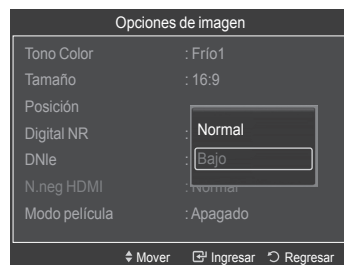 Opciones de imagen
Tono Color : Frío1
Tamaño : 16:9
Posición
Digital NR : Normal
DNIe : Bajo
N.neg HDMI : Normal
Modo película : Apagado
Mover Ingresar Regresar